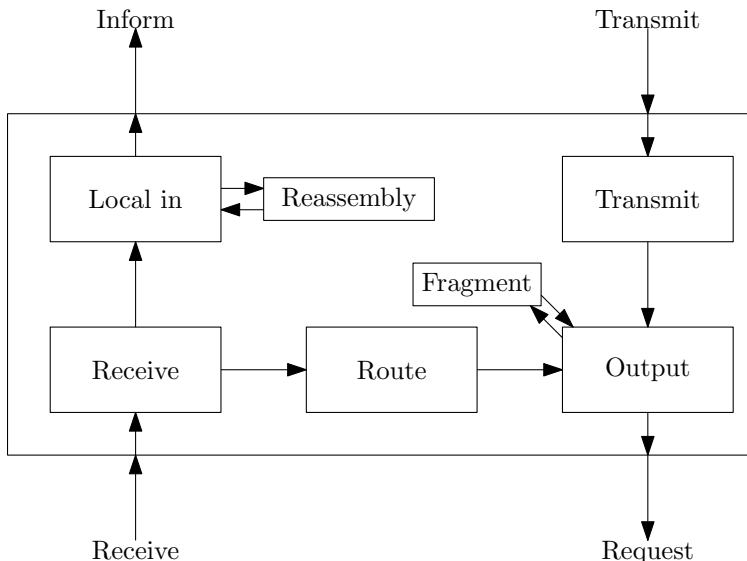 Inform
Transmit
Local in
Reassembly
Transmit
Fragment
Receive
Route
Output
Receive
Request